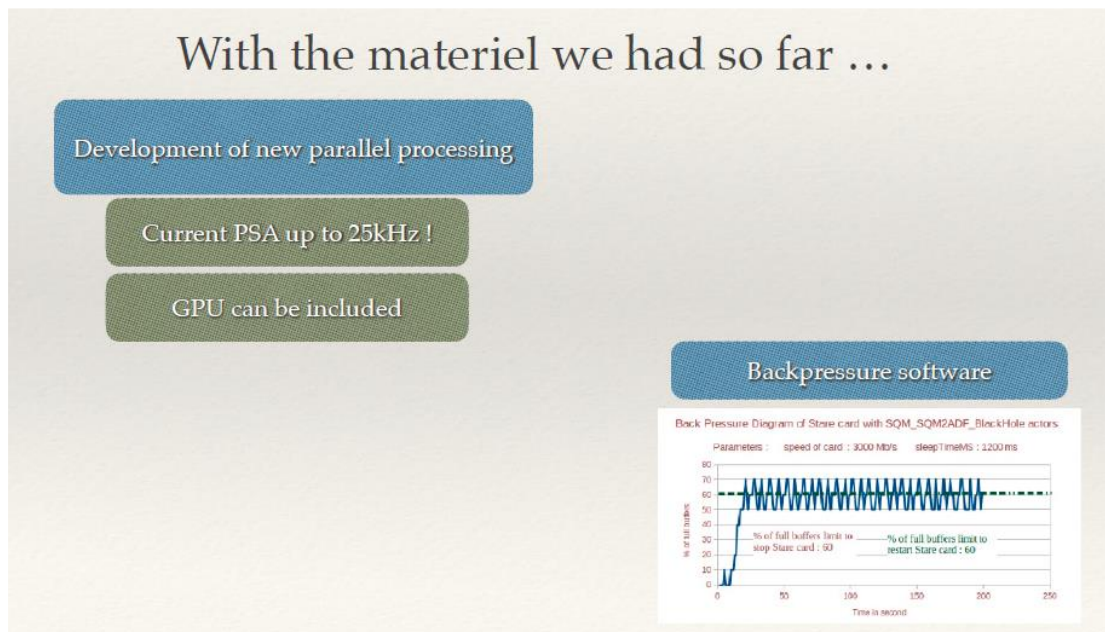 With the materiel we had so far ...
Development of new parallel processing
Current PSA up to 25kHz !
GPU can be included
Backpressure software
Back Pressure Diagram of Stare card with SQM_SQM2ADF_BlackHole actors
Parameters : speed of card : 3000 Mb/s sleepTimeMS : 1200 ms
% of full buffers
80
70
60
50
40
30
20
10
0
% of full buffers limit to
stop Stare card : 60
% of full buffers limit to
restart Stare card : 60
0 50 100 150 200 250
Time in second